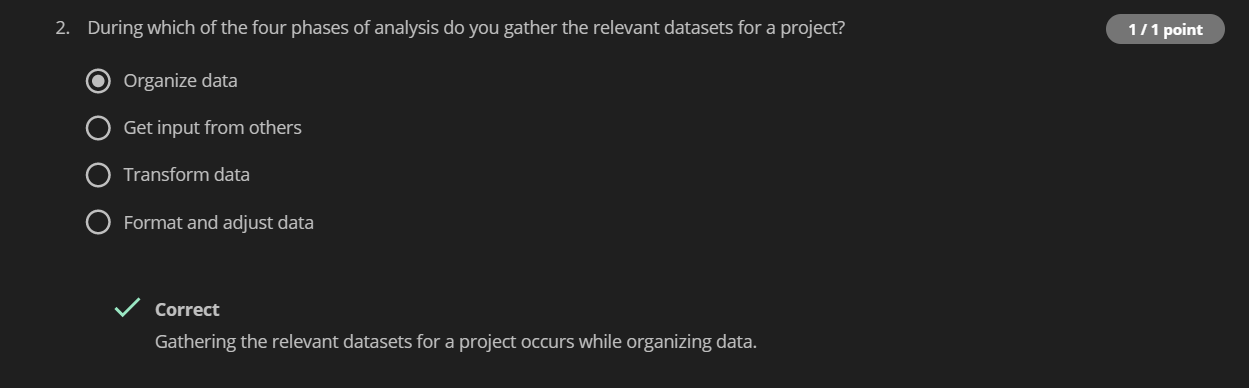 2. During which of the four phases of analysis do you gather the relevant datasets for a project?
1 / 1 point
Organize data
Get input from others
Transform data
Format and adjust data
Correct
Gathering the relevant datasets for a project occurs while organizing data.